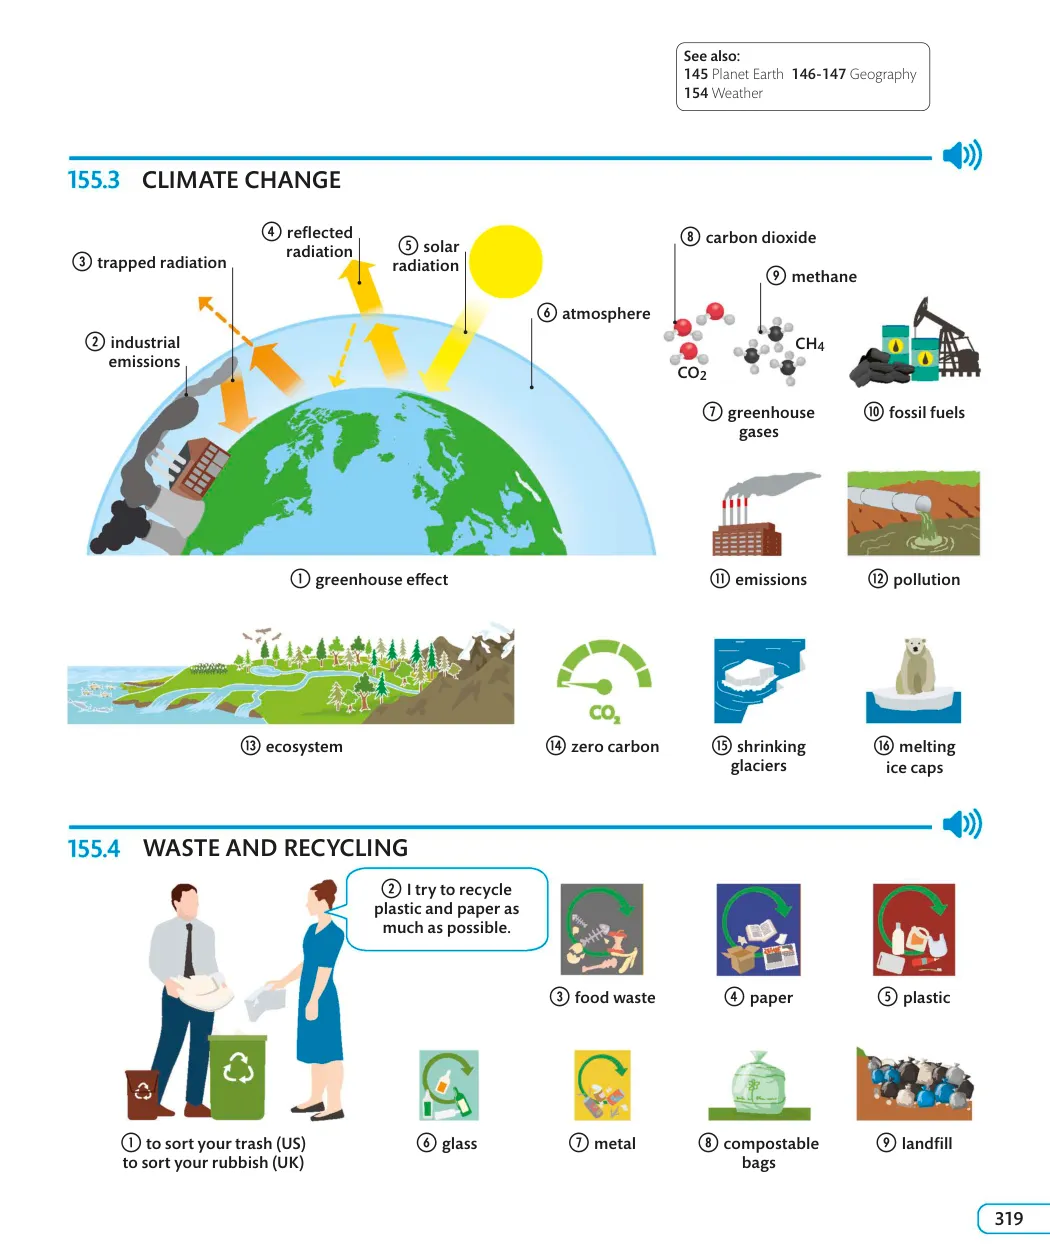 See also:
145 Planet Earth 146-147 Geography
154 Weather
155.3 CLIMATE CHANGE
④ reflected
radiation
⑤ solar
radiation
③ trapped radiation
⑥ atmosphere
② industrial
emissions
① greenhouse effect
⑧ carbon dioxide
⑨ methane
CH4
CO2
⑦ greenhouse
gases
⑩ fossil fuels
⑪ emissions
⑫ pollution
⑬ ecosystem
CO2
⑭ zero carbon
⑮ shrinking
glaciers
⑯ melting
ice caps
155.4 WASTE AND RECYCLING
② I try to recycle
plastic and paper as
much as possible.
① to sort your trash (US)
to sort your rubbish (UK)
③ food waste
④ paper
⑤ plastic
⑥ glass
⑦ metal
⑧ compostable
bags
⑨ landfill
319